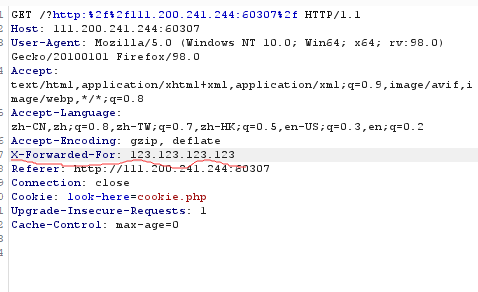 GET /?http:%2f%2f111.200.241.244:60307%2f HTTP/1.1
Host: 111.200.241.244:60307
User-Agent: Mozilla/5.0 (Windows NT 10.0; Win64; x64; rv:98.0)
Gecko/20100101 Firefox/98.0
Accept:
text/html,application/xhtml+xml,application/xml;q=0.9,image/avif,i
mage/webp,*/*;q=0.8
Accept-Language:
zh-CN,zh;q=0.8,zh-TW;q=0.7,zh-HK;q=0.5,en-US;q=0.3,en;q=0.2
Accept-Encoding: gzip, deflate
X-Forwarded-For: 123.123.123.123
Referer: http://111.200.241.244:60307
Connection: close
Cookie: look-here=cookie.php
Upgrade-Insecure-Requests: 1
Cache-Control: max-age=0